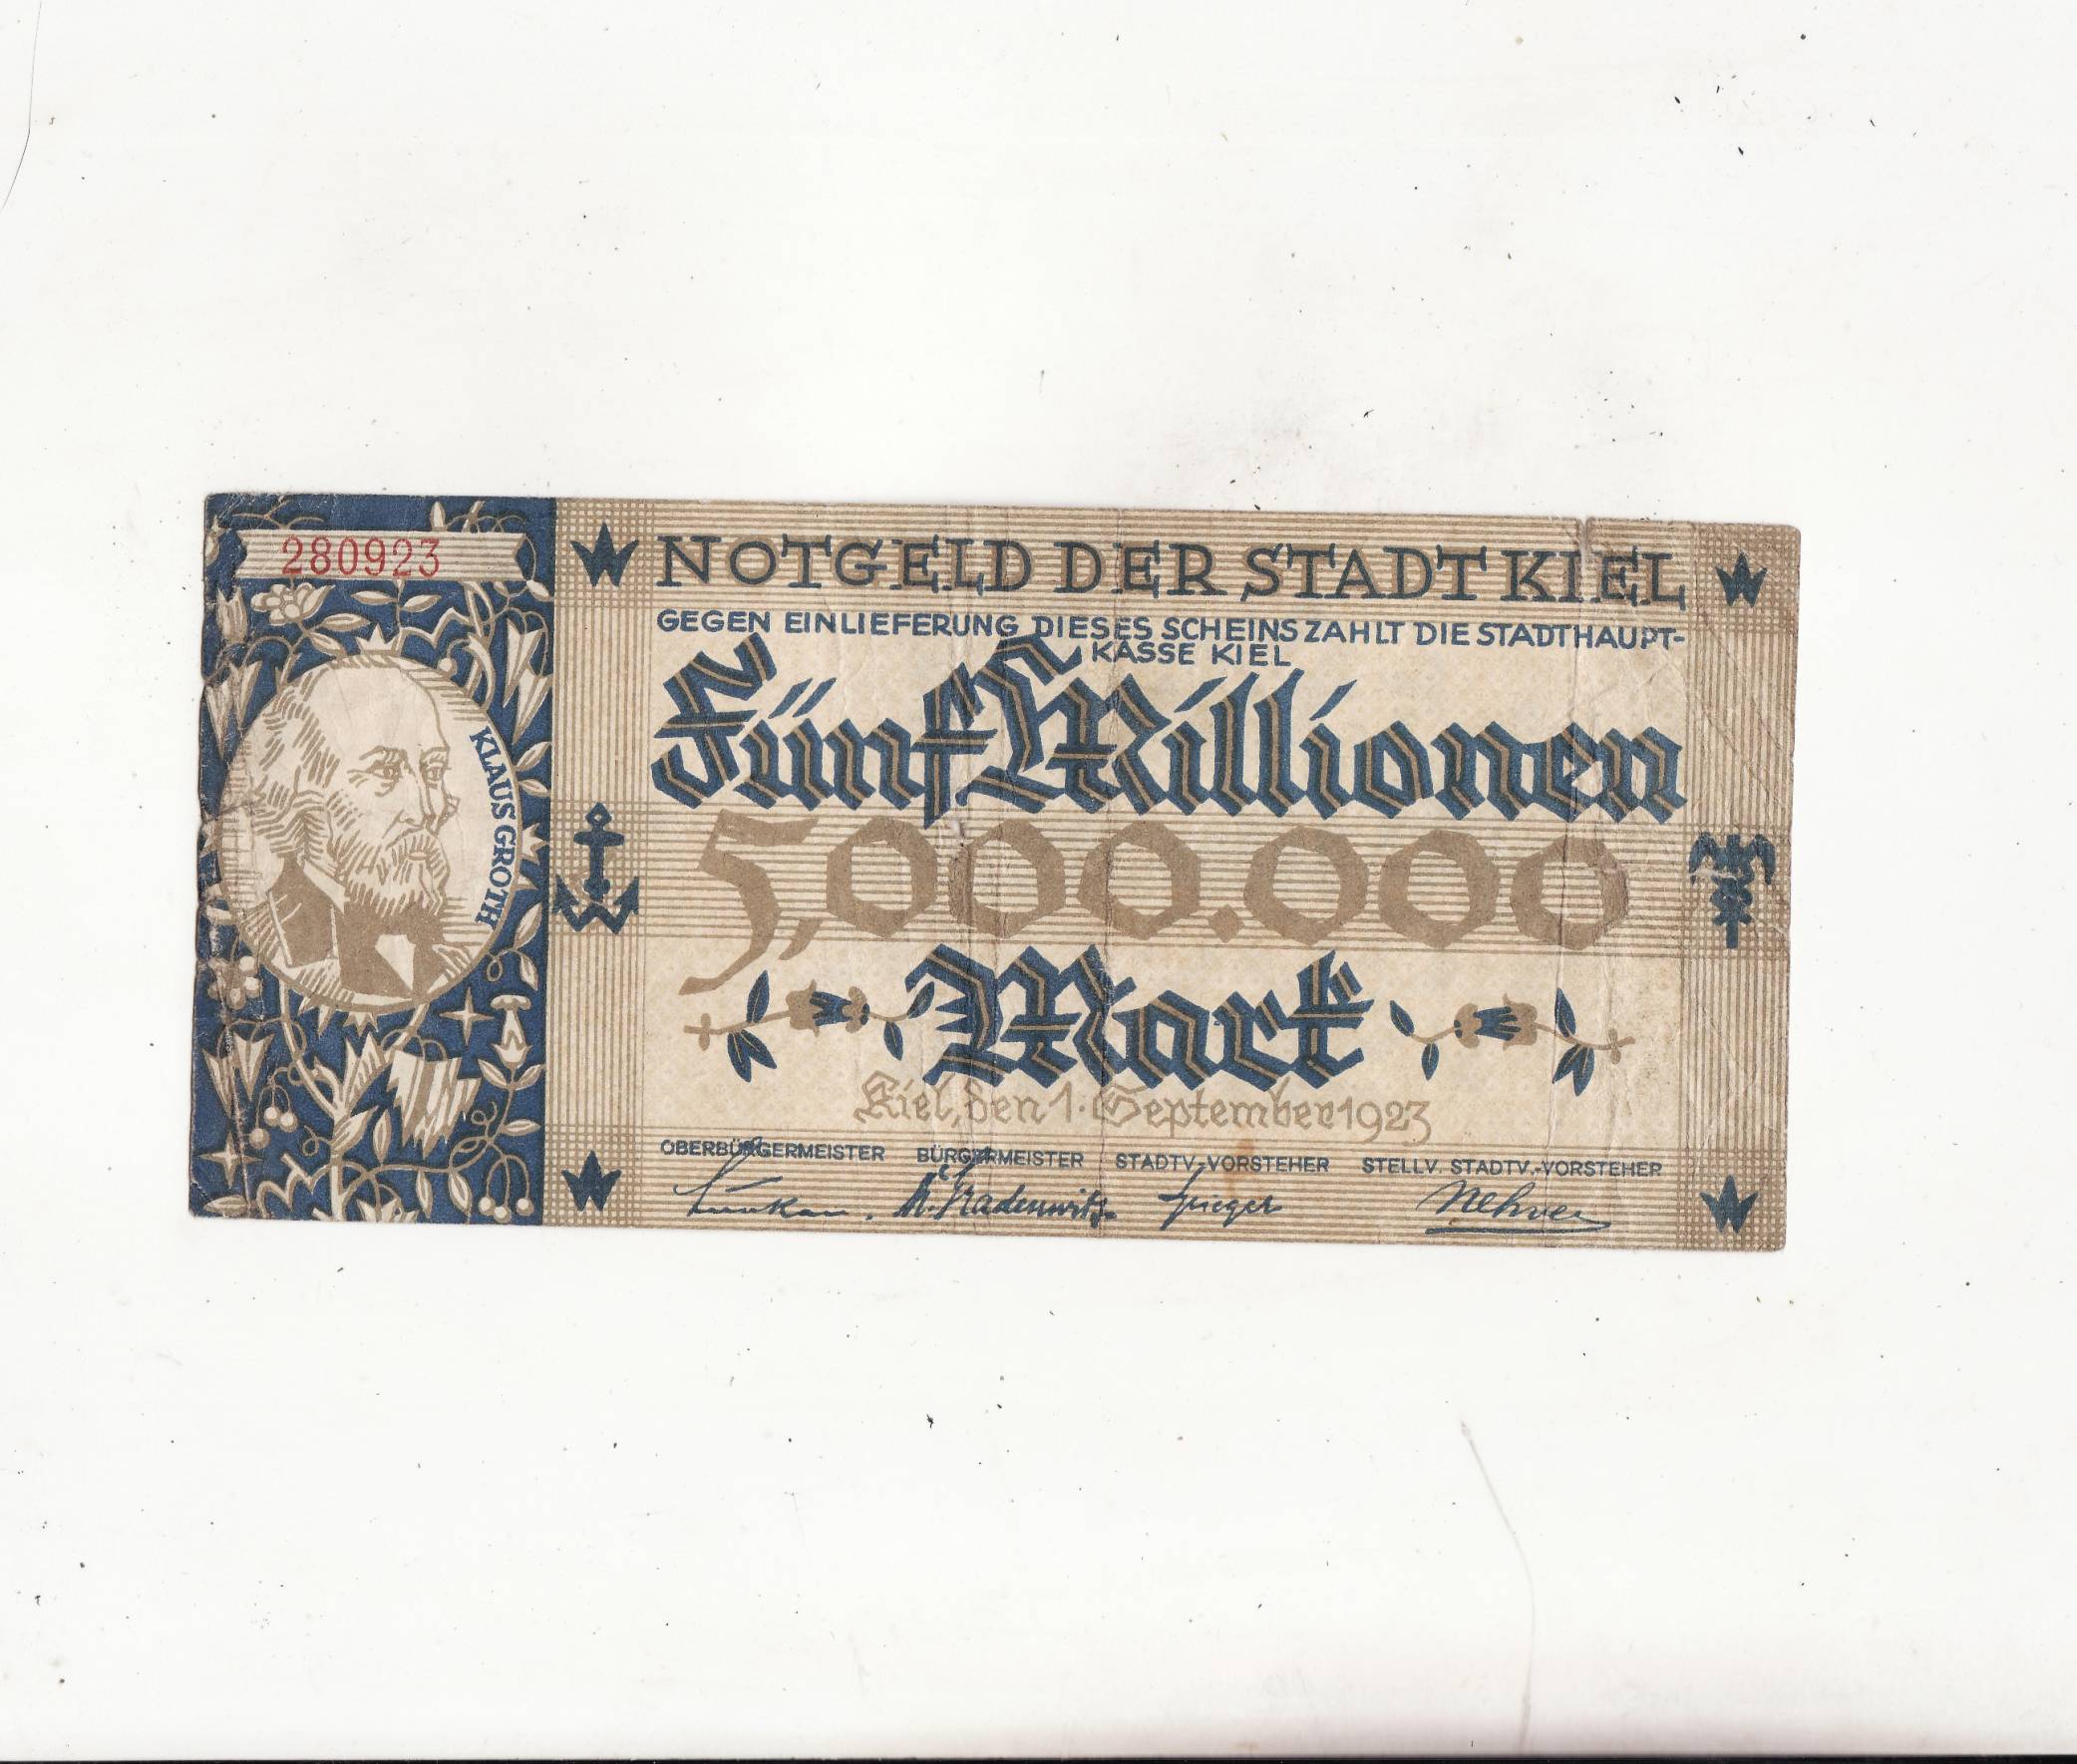 280923
KLAUS GROTH
NOTGELD DER STADT KIEL
GEGEN EINLIEFERUNG DIESES SCHEINS ZAHLT DIE STADTHAUPT-
KASSE KIEL
Fünf Millionen
5,000.000
Mark
Kiel, den 1. September 1923
OBERBÜRGERMEISTER BÜRGERMEISTER STADTV.-VORSTEHER STELLV. STADTV.-VORSTEHER